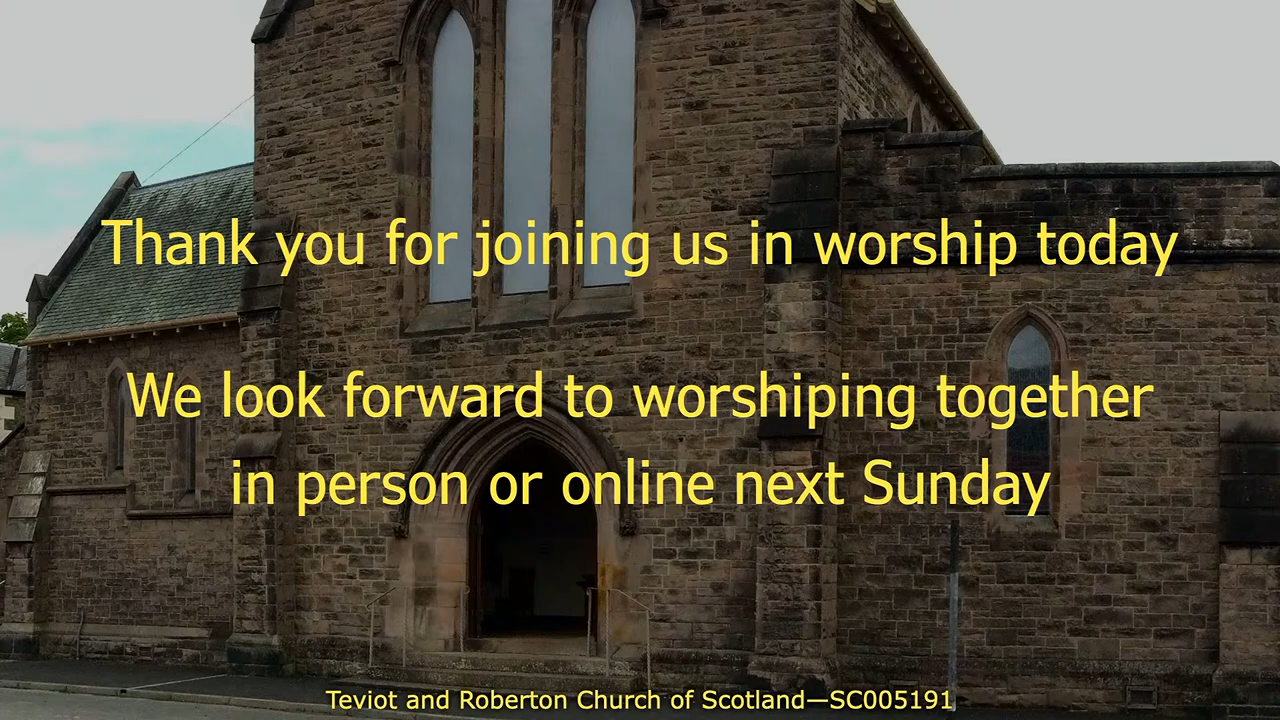 Thank you for joining us in worship today
We look forward to worshiping together
in person or online next Sunday
Teviot and Roberton Church of Scotland—SC005191